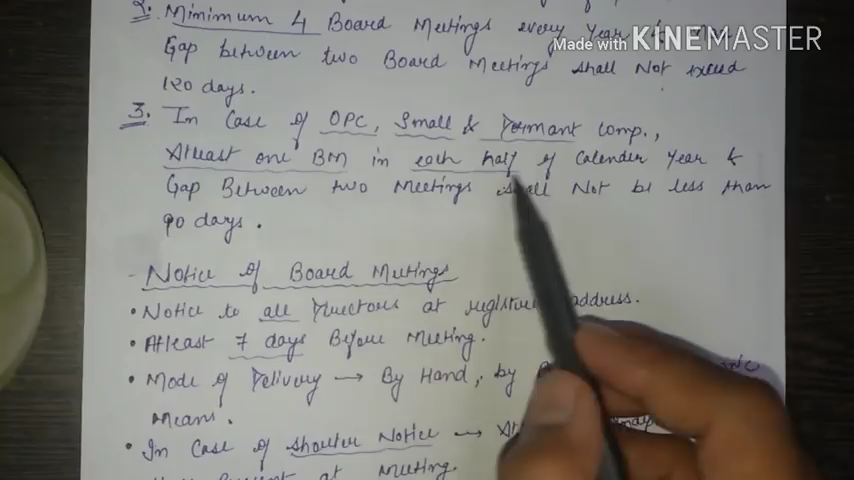 2. Minimum 4 Board Meetings every Year &
Made with KINEMASTER
Gap between two Board Meetings shall Not exceed
120 days.
3. In Case of OPC, Small & Dormant Comp.,
Atleast one BM in each half of Calender Year &
Gap Between two Meetings shall Not be less than
90 days.
- Notice of Board Meetings
• Notice to all Directors at registered address.
• Atleast 7 days Before Meeting.
• Mode of Delivery → By Hand, by
Means.
• In Case of shorter Notice →
at Meeting.